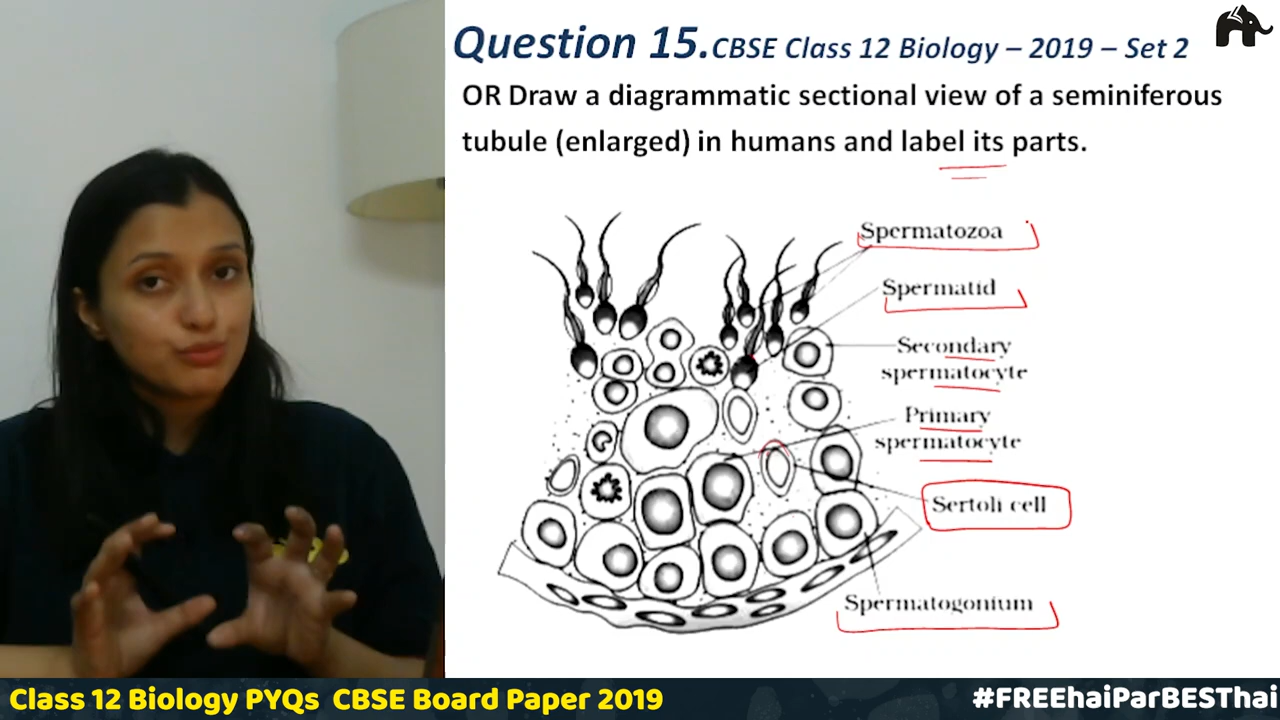 Question 15.CBSE Class 12 Biology – 2019 – Set 2
OR Draw a diagrammatic sectional view of a seminiferous
tubule (enlarged) in humans and label its parts.
Spermatozoa
Spermatid
Secondary
spermatocyte
Primary
spermatocyte
Sertoli cell
Spermatogonium
Class 12 Biology PYQs CBSE Board Paper 2019
#FREEhaiParBESThai